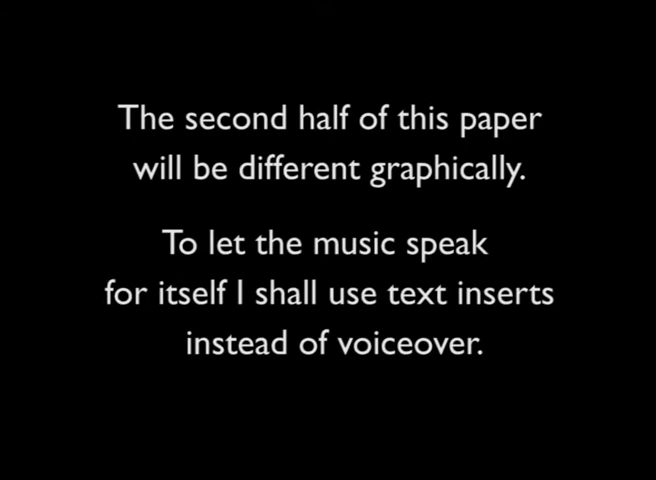 The second half of this paper
will be different graphically.
To let the music speak
for itself I shall use text inserts
instead of voiceover.